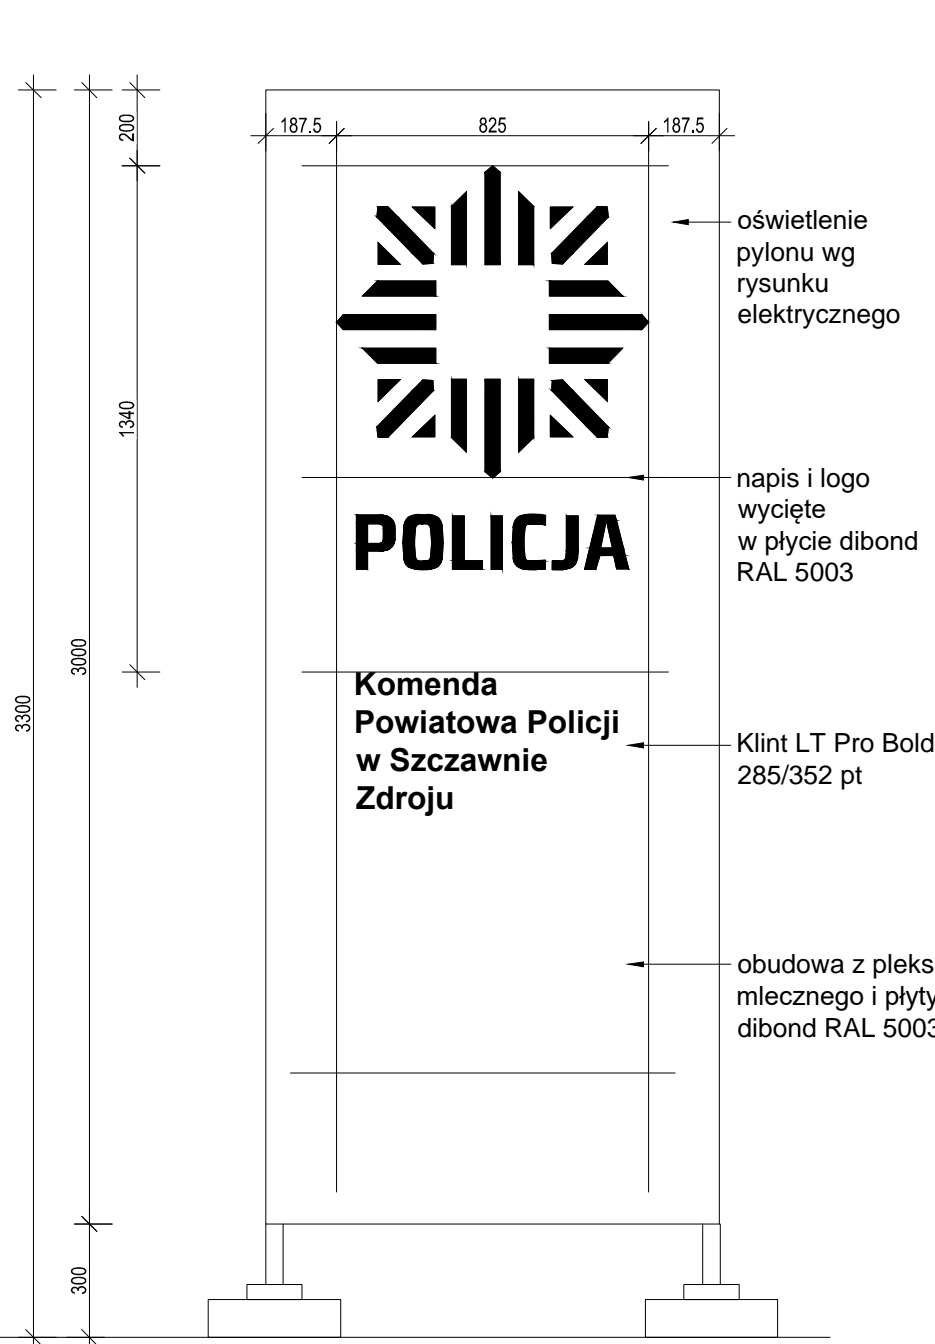 187.5
825
187.5
200
1340
3000
3300
300
oświetlenie
pylonu wg
rysunku
elektrycznego
napis i logo
wycięte
w płycie dibond
RAL 5003
POLICJA
Komenda
Powiatowa Policji
w Szczawnie
Zdroju
Klint LT Pro Bold
285/352 pt
obudowa z pleks
mlecznego i płyty
dibond RAL 5003